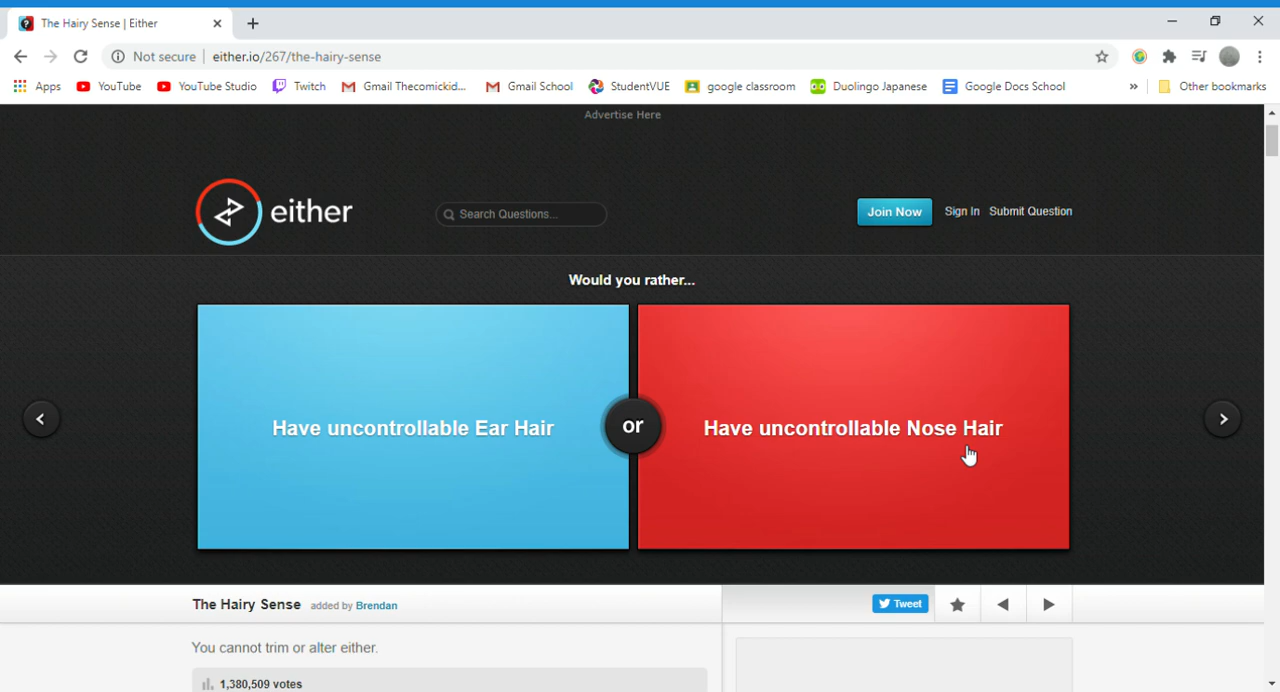 The Hairy Sense | Either
Not secure | either.io/267/the-hairy-sense
Apps YouTube YouTube Studio Twitch Gmail Thecomickid... Gmail School StudentVUE google classroom Duolingo Japanese Google Docs School » Other bookmarks
Advertise Here
either
Search Questions...
Join Now Sign In Submit Question
Would you rather...
Have uncontrollable Ear Hair
or
Have uncontrollable Nose Hair
The Hairy Sense added by Brendan
Tweet
You cannot trim or alter either.
1,380,509 votes